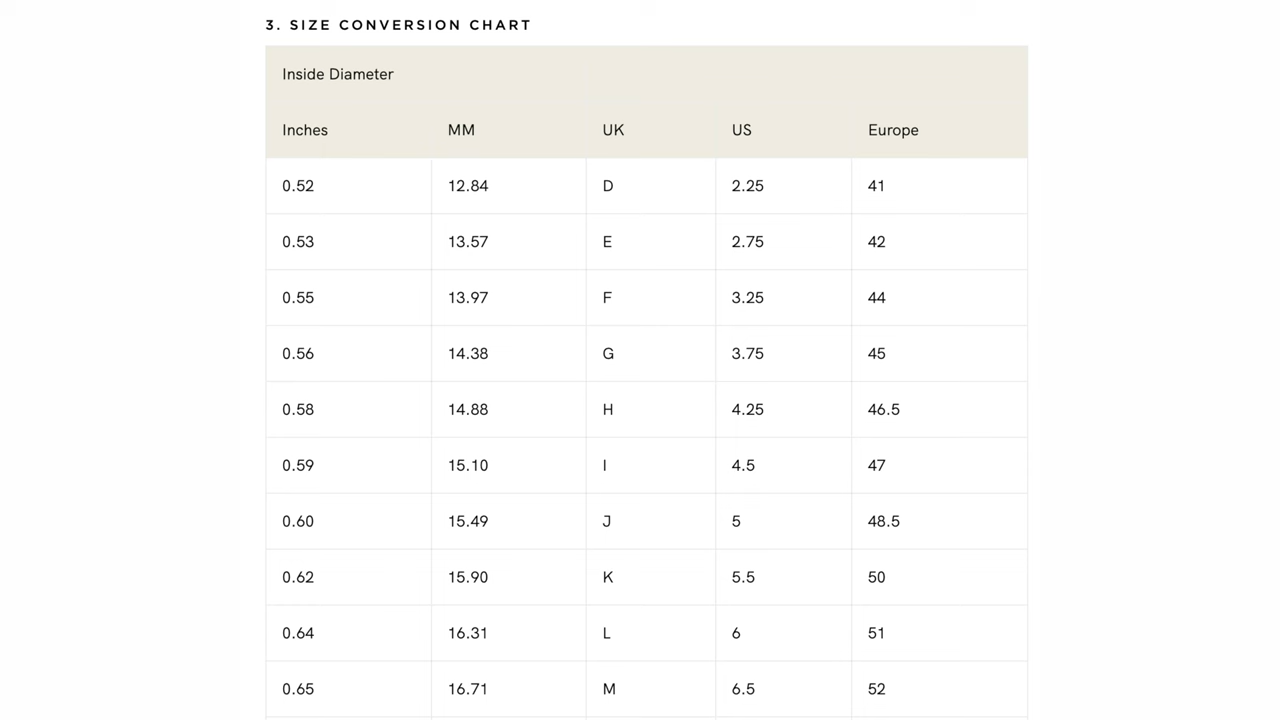 3. SIZE CONVERSION CHART
Inside Diameter
Inches MM UK US Europe
0.52 12.84 D 2.25 41
0.53 13.57 E 2.75 42
0.55 13.97 F 3.25 44
0.56 14.38 G 3.75 45
0.58 14.88 H 4.25 46.5
0.59 15.10 I 4.5 47
0.60 15.49 J 5 48.5
0.62 15.90 K 5.5 50
0.64 16.31 L 6 51
0.65 16.71 M 6.5 52